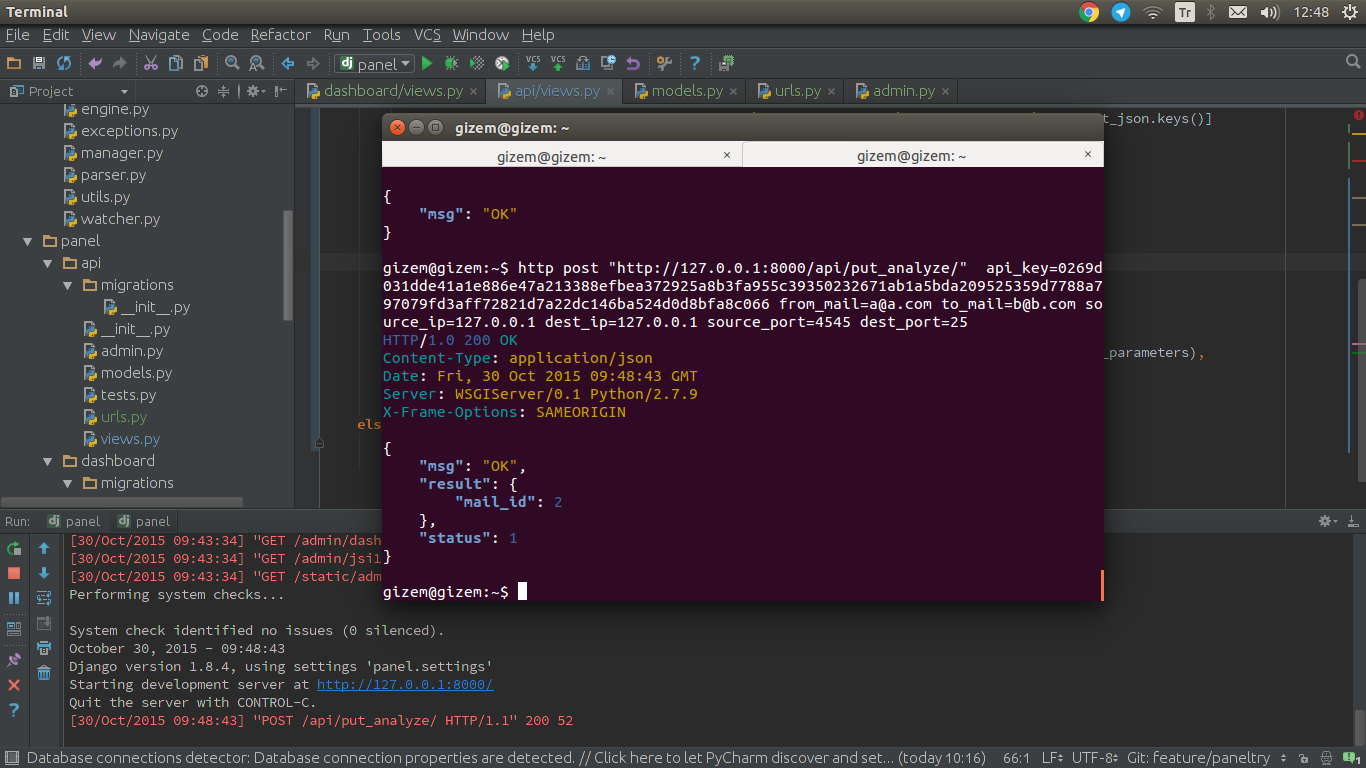 Terminal
Tr
12:48
File Edit View Navigate Code Refactor Run Tools VCS Window Help
dj panel
VCS VCS
Project
dashboard/views.py
api/views.py
models.py
urls.py
admin.py
engine.py
exceptions.py
manager.py
parser.py
utils.py
watcher.py
panel
api
migrations
__init__.py
__init__.py
admin.py
models.py
tests.py
urls.py
views.py
dashboard
migrations
t_json.keys()]
_parameters),
els
gizem@gizem: ~
gizem@gizem: ~
gizem@gizem: ~
{
"msg": "OK"
}
gizem@gizem:~$ http post "http://127.0.0.1:8000/api/put_analyze/"  api_key=0269d
031dde41a1e886e47a213388efbea372925a8b3fa955c39350232671ab1a5bda209525359d7788a7
97079fd3aff72821d7a22dc146ba524d0d8bfa8c066 from_mail=a@a.com to_mail=b@b.com so
urce_ip=127.0.0.1 dest_ip=127.0.0.1 source_port=4545 dest_port=25
HTTP/1.0 200 OK
Content-Type: application/json
Date: Fri, 30 Oct 2015 09:48:43 GMT
Server: WSGIServer/0.1 Python/2.7.9
X-Frame-Options: SAMEORIGIN
{
"msg": "OK",
"result": {
"mail_id": 2
},
"status": 1
}
gizem@gizem:~$
Run: dj panel dj panel
[30/Oct/2015 09:43:34] "GET /admin/dash
[30/Oct/2015 09:43:34] "GET /admin/jsi
[30/Oct/2015 09:43:34] "GET /static/adm
Performing system checks...
System check identified no issues (0 silenced).
October 30, 2015 - 09:48:43
Django version 1.8.4, using settings 'panel.settings'
Starting development server at http://127.0.0.1:8000/
Quit the server with CONTROL-C.
[30/Oct/2015 09:48:43] "POST /api/put_analyze/ HTTP/1.1" 200 52
Database connections detector: Database connection properties are detected. // Click here to let PyCharm discover and set... (today 10:16) 66:1 LF UTF-8 Git: feature/paneltry 1